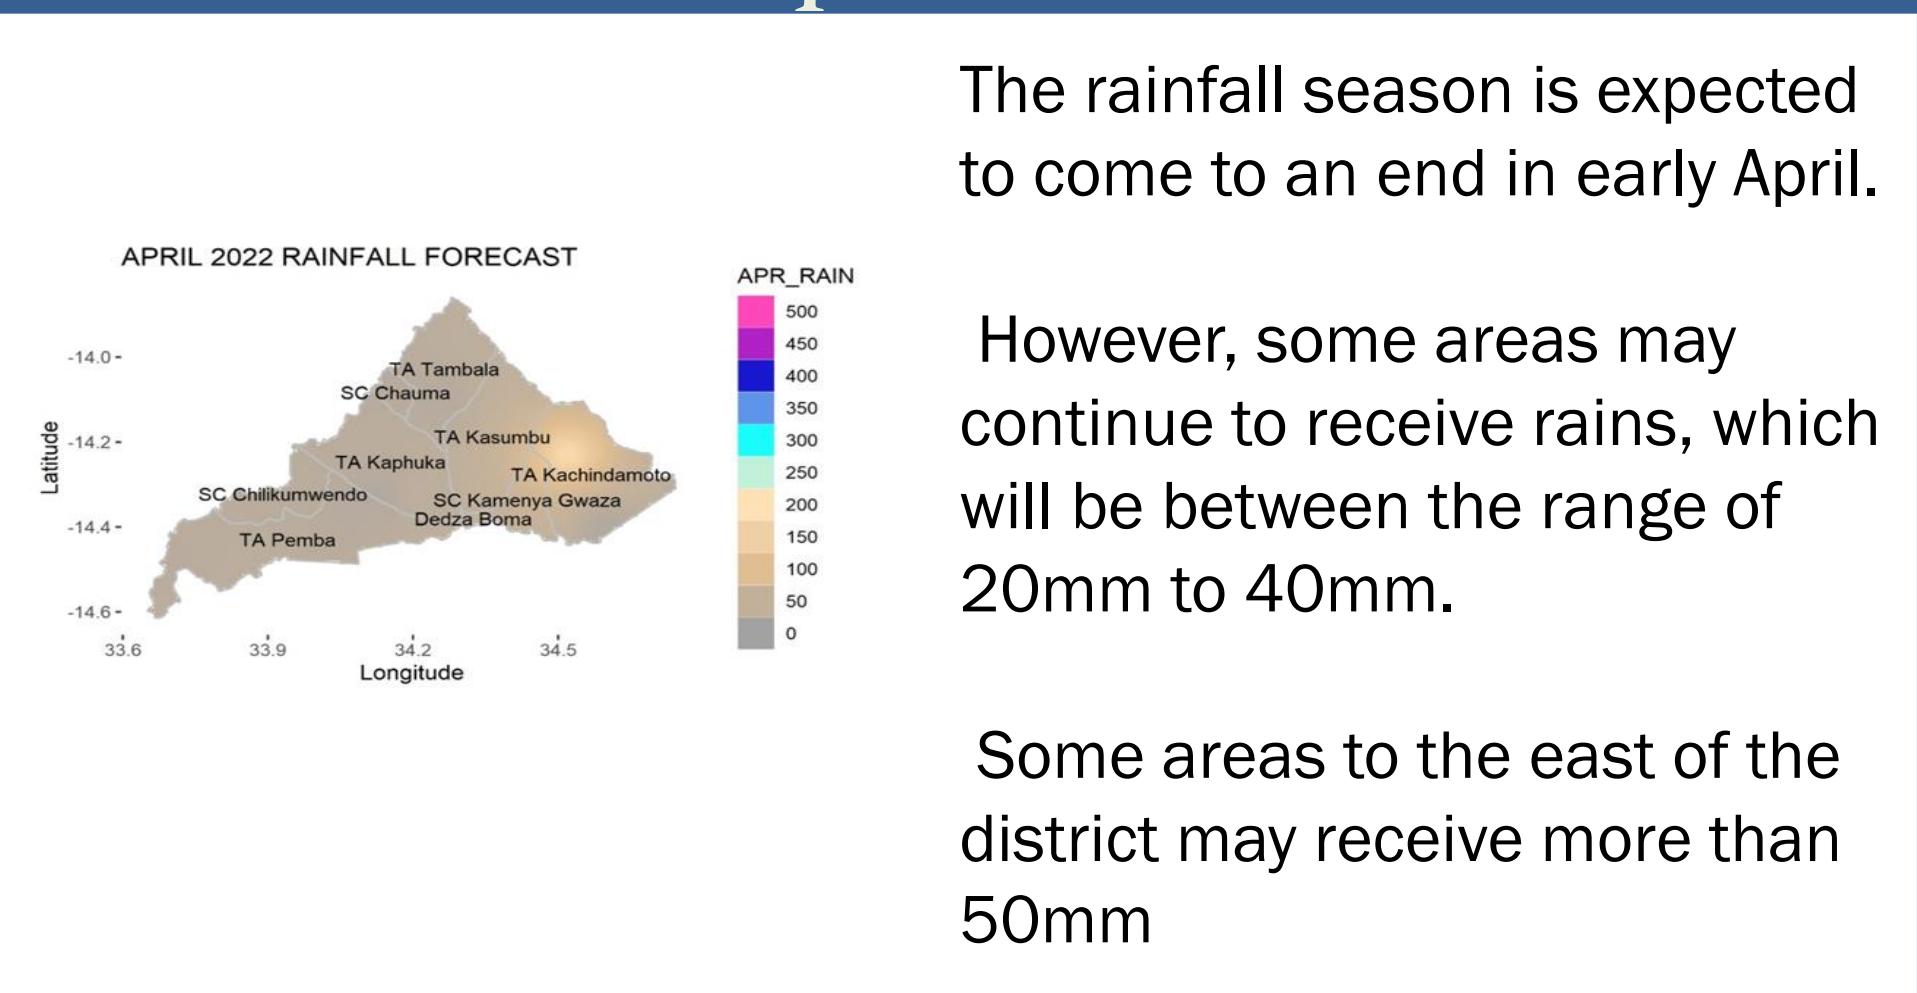 The rainfall season is expected
to come to an end in early April.
However, some areas may
continue to receive rains, which
will be between the range of
20mm to 40mm.
Some areas to the east of the
district may receive more than
50mm
APRIL 2022 RAINFALL FORECAST
APR_RAIN
500
450
400
350
300
250
200
150
100
50
0
Latitude
-14.0
-14.2
-14.4
-14.6
TA Tambala
SC Chauma
TA Kasumbu
TA Kaphuka
TA Kachindamoto
SC Chilikumwendo
SC Kamenya Gwaza
Dedza Boma
TA Pemba
33.6 33.9 34.2 34.5
Longitude